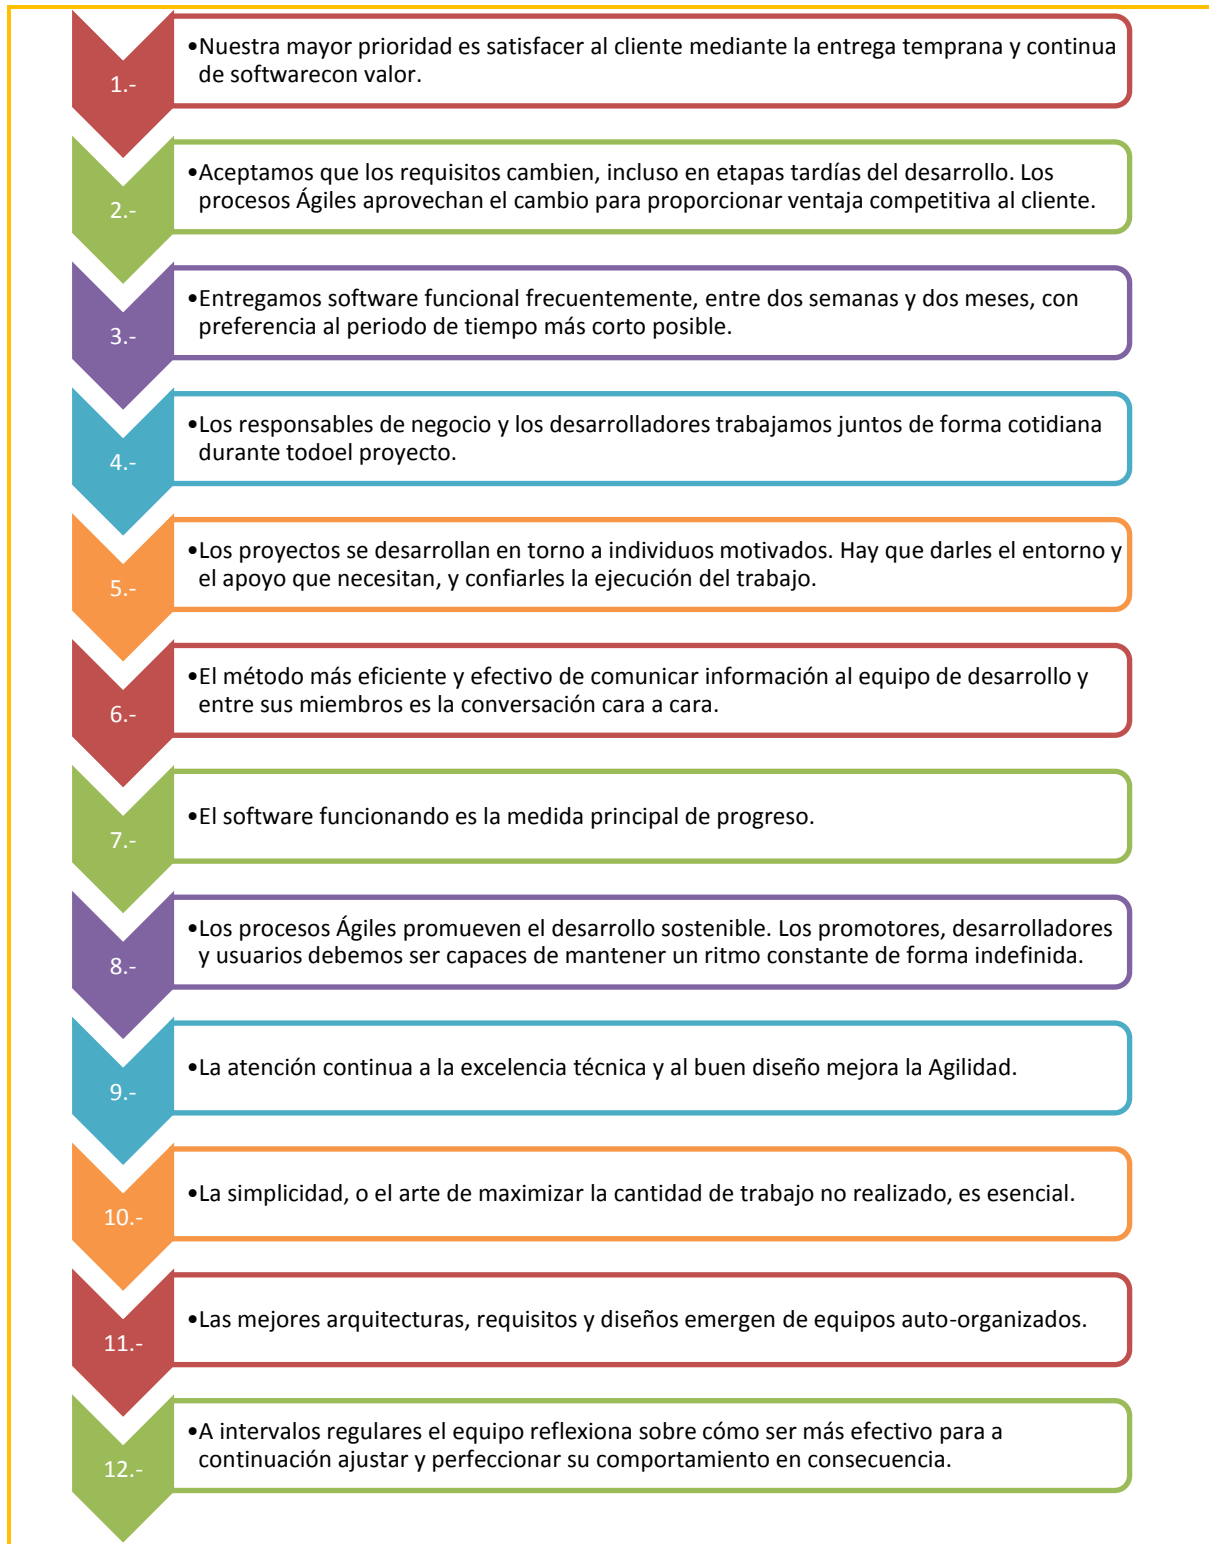 1.-
•Nuestra mayor prioridad es satisfacer al cliente mediante la entrega temprana y continua
de softwarecon valor.
2.-
•Aceptamos que los requisitos cambien, incluso en etapas tardías del desarrollo. Los
procesos Ágiles aprovechan el cambio para proporcionar ventaja competitiva al cliente.
3.-
•Entregamos software funcional frecuentemente, entre dos semanas y dos meses, con
preferencia al periodo de tiempo más corto posible.
4.-
•Los responsables de negocio y los desarrolladores trabajamos juntos de forma cotidiana
durante todoel proyecto.
5.-
•Los proyectos se desarrollan en torno a individuos motivados. Hay que darles el entorno y
el apoyo que necesitan, y confiarles la ejecución del trabajo.
6.-
•El método más eficiente y efectivo de comunicar información al equipo de desarrollo y
entre sus miembros es la conversación cara a cara.
7.-
•El software funcionando es la medida principal de progreso.
8.-
•Los procesos Ágiles promueven el desarrollo sostenible. Los promotores, desarrolladores
y usuarios debemos ser capaces de mantener un ritmo constante de forma indefinida.
9.-
•La atención continua a la excelencia técnica y al buen diseño mejora la Agilidad.
10.-
•La simplicidad, o el arte de maximizar la cantidad de trabajo no realizado, es esencial.
11.-
•Las mejores arquitecturas, requisitos y diseños emergen de equipos auto-organizados.
12.-
•A intervalos regulares el equipo reflexiona sobre cómo ser más efectivo para a
continuación ajustar y perfeccionar su comportamiento en consecuencia.